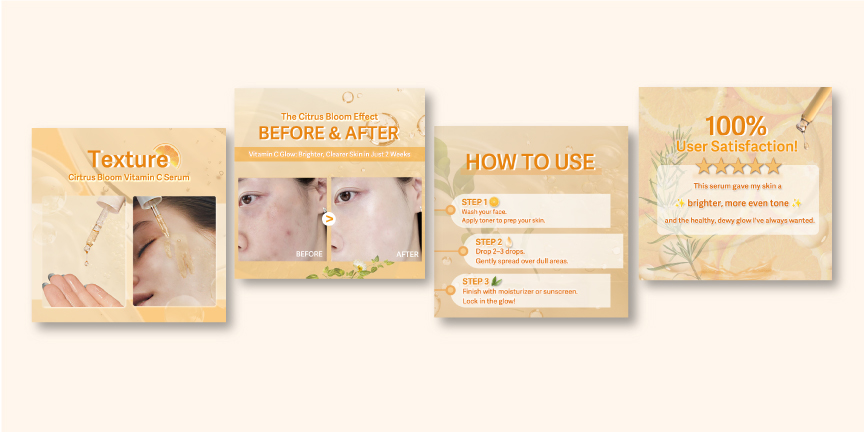 Texture
Cirtrus Bloom Vitamin C Serum
The Citrus Bloom Effect
BEFORE & AFTER
Vitamin C Glow: Brighter, Clearer Skin in Just 7 Weeks
>
BEFORE
AFTER
HOW TO USE
STEP 1
Wash your face.
Apply toner to prep your skin.
STEP 2
Drop 2–3 drops.
Gently spread over dull areas.
STEP 3
Finish with moisturizer or sunscreen.
Lock in the glow!
100%
User Satisfaction!
This serum gave my skin a
✨ brighter, more even tone ✨
and the healthy, dewy glow I've always wanted.